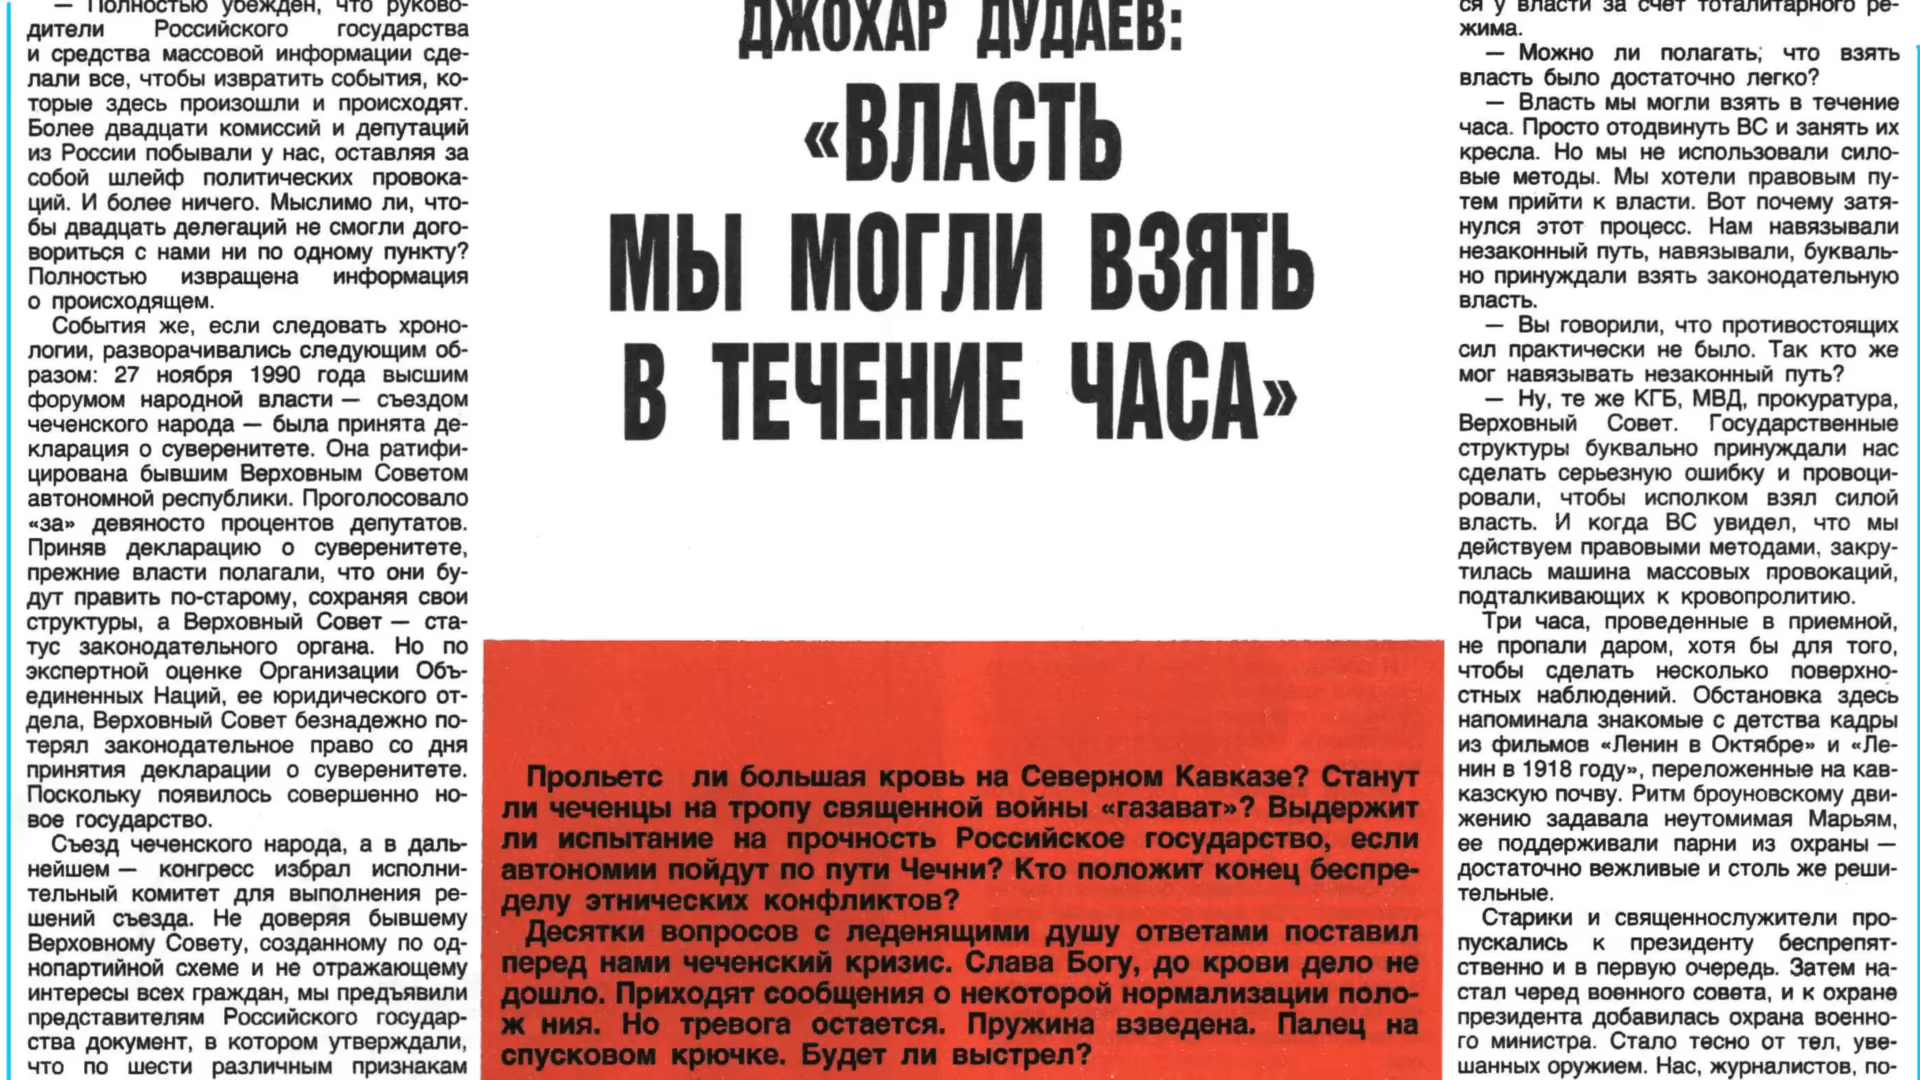 — Полностью убежден, что руково-
дители Российского государства
и средства массовой информации сде-
лали все, чтобы извратить события, ко-
торые здесь произошли и происходят.
Более двадцати комиссий и депутаций
из России побывали у нас, оставляя за
собой шлейф политических провока-
ций. И более ничего. Мыслимо ли, что-
бы двадцать делегаций не смогли дого-
вориться с нами ни по одному пункту?
Полностью извращена информация
о происходящем.
События же, если следовать хроно-
логии, разворачивались следующим об-
разом: 27 ноября 1990 года высшим
форумом народной власти — съездом
чеченского народа — была принята де-
кларация о суверенитете. Она ратифи-
цирована бывшим Верховным Советом
автономной республики. Проголосовало
«за» девяносто процентов депутатов.
Приняв декларацию о суверенитете,
прежние власти полагали, что они бу-
дут править по-старому, сохраняя свои
структуры, а Верховный Совет — ста-
тус законодательного органа. Но по
экспертной оценке Организации Объ-
единенных Наций, ее юридического от-
дела, Верховный Совет безнадежно по-
терял законодательное право со дня
принятия декларации о суверенитете.
Поскольку появилось совершенно но-
вое государство.
Съезд чеченского народа, а в даль-
нейшем — конгресс избрал исполни-
тельный комитет для выполнения ре-
шений съезда. Не доверяя бывшему
Верховному Совету, созданному по од-
нопартийной схеме и не отражающему
интересы всех граждан, мы предъявили
представителям Российского государ-
ства документ, в котором утверждали,
что по шести различным признакам
ДЖОХАР ДУДАЕВ:
«ВЛАСТЬ
МЫ МОГЛИ ВЗЯТЬ
В ТЕЧЕНИЕ ЧАСА»
Прольетс ли большая кровь на Северном Кавказе? Станут
ли чеченцы на тропу священной войны «газават»? Выдержит
ли испытание на прочность Российское государство, если
автономии пойдут по пути Чечни? Кто положит конец беспре-
делу этнических конфликтов?
Десятки вопросов с леденящими душу ответами поставил
перед нами чеченский кризис. Слава Богу, до крови дело не
дошло. Приходят сообщения о некоторой нормализации поло-
ж ния. Но тревога остается. Пружина взведена. Палец на
спусковом крючке. Будет ли выстрел?
ся у власти за счет тоталитарного ре-
жима.
— Можно ли полагать, что взять
власть было достаточно легко?
— Власть мы могли взять в течение
часа. Просто отодвинуть ВС и занять их
кресла. Но мы не использовали сило-
вые методы. Мы хотели правовым пу-
тем прийти к власти. Вот почему затя-
нулся этот процесс. Нам навязывали
незаконный путь, навязывали, букваль-
но принуждали взять законодательную
власть.
— Вы говорили, что противостоящих
сил практически не было. Так кто же
мог навязывать незаконный путь?
— Ну, те же КГБ, МВД, прокуратура,
Верховный Совет. Государственные
структуры буквально принуждали нас
сделать серьезную ошибку и провоци-
ровали, чтобы исполком взял силой
власть. И когда ВС увидел, что мы
действуем правовыми методами, закру-
тилась машина массовых провокаций,
подталкивающих к кровопролитию.
Три часа, проведенные в приемной,
не пропали даром, хотя бы для того,
чтобы сделать несколько поверхно-
стных наблюдений. Обстановка здесь
напоминала знакомые с детства кадры
из фильмов «Ленин в Октябре» и «Ле-
нин в 1918 году», переложенные на кав-
казскую почву. Ритм броуновскому дви-
жению задавала неутомимая Марьям,
ее поддерживали парни из охраны —
достаточно вежливые и столь же реши-
тельные.
Старики и священнослужители про-
пускались к президенту беспрепят-
ственно и в первую очередь. Затем на-
стал черед военного совета, и к охране
президента добавилась охрана военно-
го министра. Стало тесно от тел, уве-
шанных оружием. Нас, журналистов, по-